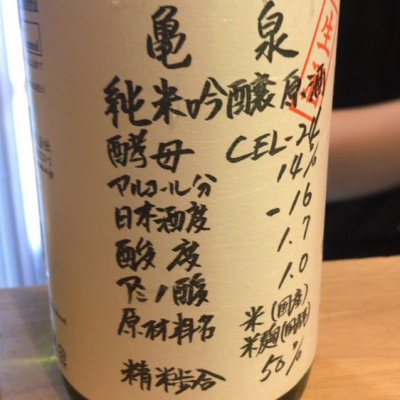 亀泉
純米吟醸原酒
酵母 CEL-24
アルコール分 14%
日本酒度 -16
酸度 1.7
アミノ酸 1.0
原材料名 米(国産)
米麹(国産米)
精米歩合 50%